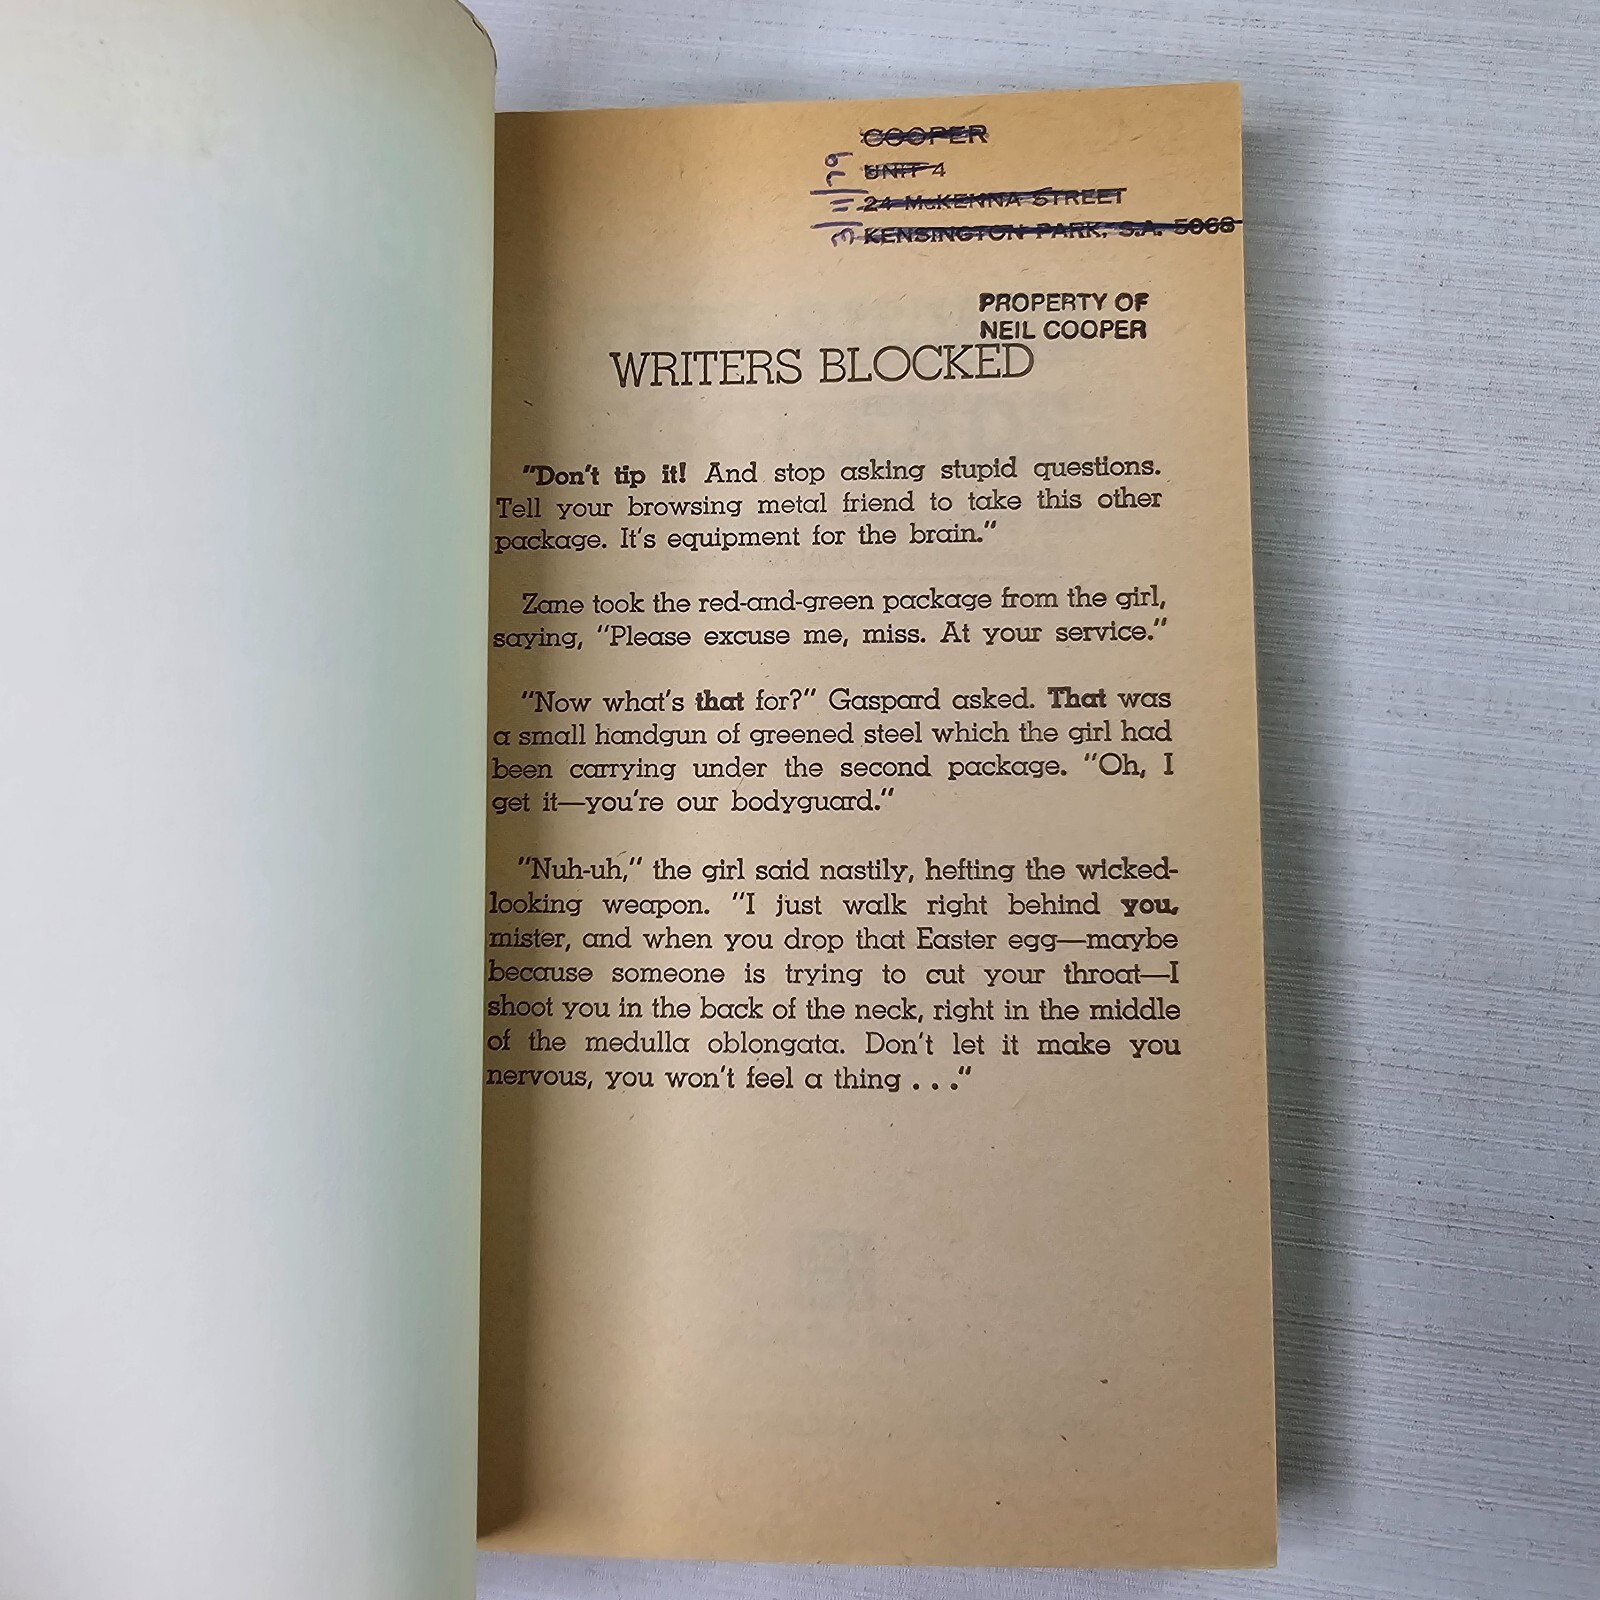 COOPER
UNIT 4
24 McKENNA STREET
KENSINGTON PARK, S.A. 5068
3/11/79
PROPERTY OF
NEIL COOPER
WRITERS BLOCKED
"Don't tip it! And stop asking stupid questions.
Tell your browsing metal friend to take this other
package. It's equipment for the brain."
Zane took the red-and-green package from the girl,
saying, "Please excuse me, miss. At your service."
"Now what's that for?" Gaspard asked. That was
a small handgun of greened steel which the girl had
been carrying under the second package. "Oh, I
get it—you're our bodyguard."
"Nuh-uh," the girl said nastily, hefting the wicked-
looking weapon. "I just walk right behind you,
mister, and when you drop that Easter egg—maybe
because someone is trying to cut your throat—I
shoot you in the back of the neck, right in the middle
of the medulla oblongata. Don't let it make you
nervous, you won't feel a thing . . ."